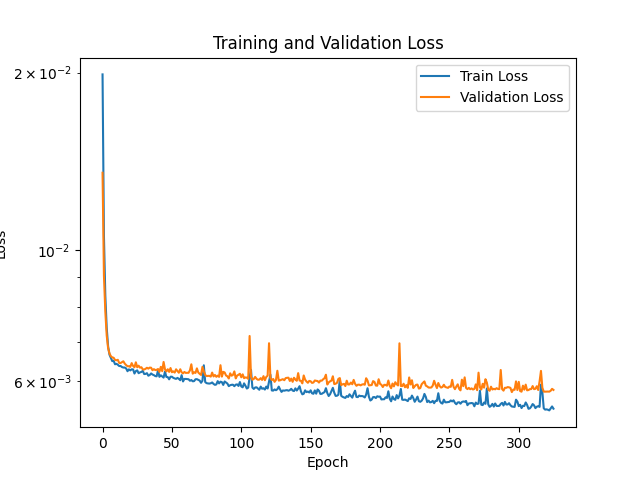 Training and Validation Loss
Train Loss
Validation Loss
2 × 10⁻²
10⁻²
6 × 10⁻³
Loss
0 50 100 150 200 250 300
Epoch